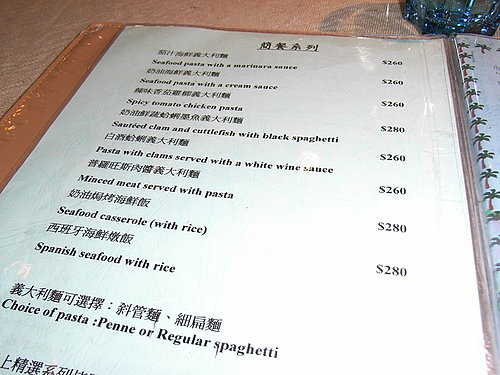 簡餐系列
茄汁海鮮義大利麵
Seafood pasta with a marinara sauce $260
奶油海鮮義大利麵
Seafood pasta with a cream sauce $260
辣味香茄雞柳義大利麵
Spicy tomato chicken pasta $260
奶油鮮蔬蛤蜊墨魚義大利麵
Sautéed clam and cuttlefish with black spaghetti $280
白酒蛤蜊義大利麵
Pasta with clams served with a white wine sauce $260
普羅旺斯肉醬義大利麵
Minced meat served with pasta $260
奶油焗烤海鮮飯
Seafood casserole (with rice) $280
西班牙海鮮燉飯
Spanish seafood with rice $280
義大利麵可選擇：斜管麵、細扁麵
Choice of pasta :Penne or Regular spaghetti
上精選系列